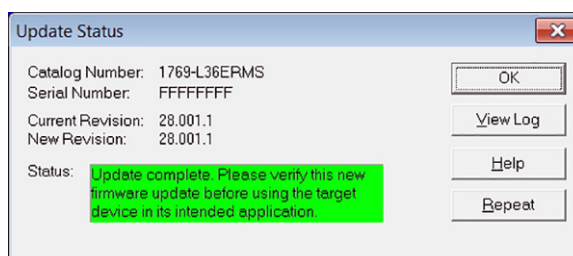 Update Status
Catalog Number: 1769-L36ERMS
Serial Number: FFFFFFFF
Current Revision: 28.001.1
New Revision: 28.001.1
Status: Update complete. Please verify this new
firmware update before using the target
device in its intended application.
OK
View Log
Help
Repeat